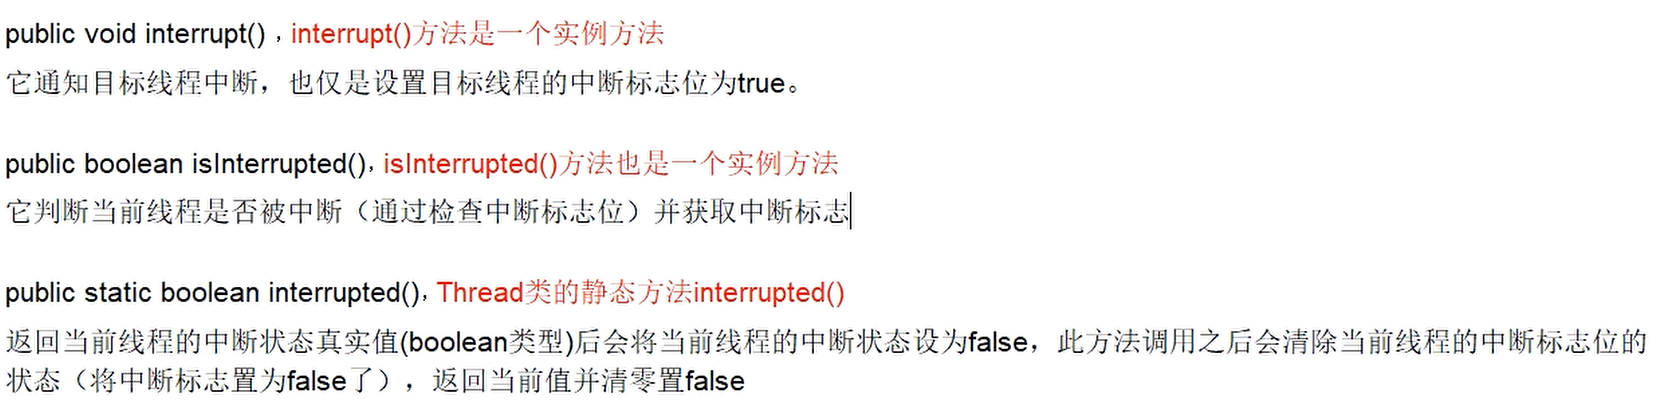 public void interrupt()，interrupt()方法是一个实例方法
它通知目标线程中断，也仅是设置目标线程的中断标志位为true。
public boolean isInterrupted()，isInterrupted()方法也是一个实例方法
它判断当前线程是否被中断（通过检查中断标志位）并获取中断标志
public static boolean interrupted()，Thread类的静态方法interrupted()
返回当前线程的中断状态真实值(boolean类型)后会将当前线程的中断状态设为false，此方法调用之后会清除当前线程的中断标志位的
状态（将中断标志置为false了），返回当前值并清零置false